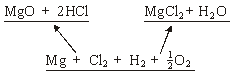 MgO + 2HCl MgCl₂ + H₂O
Mg + Cl₂ + H₂ + ½O₂